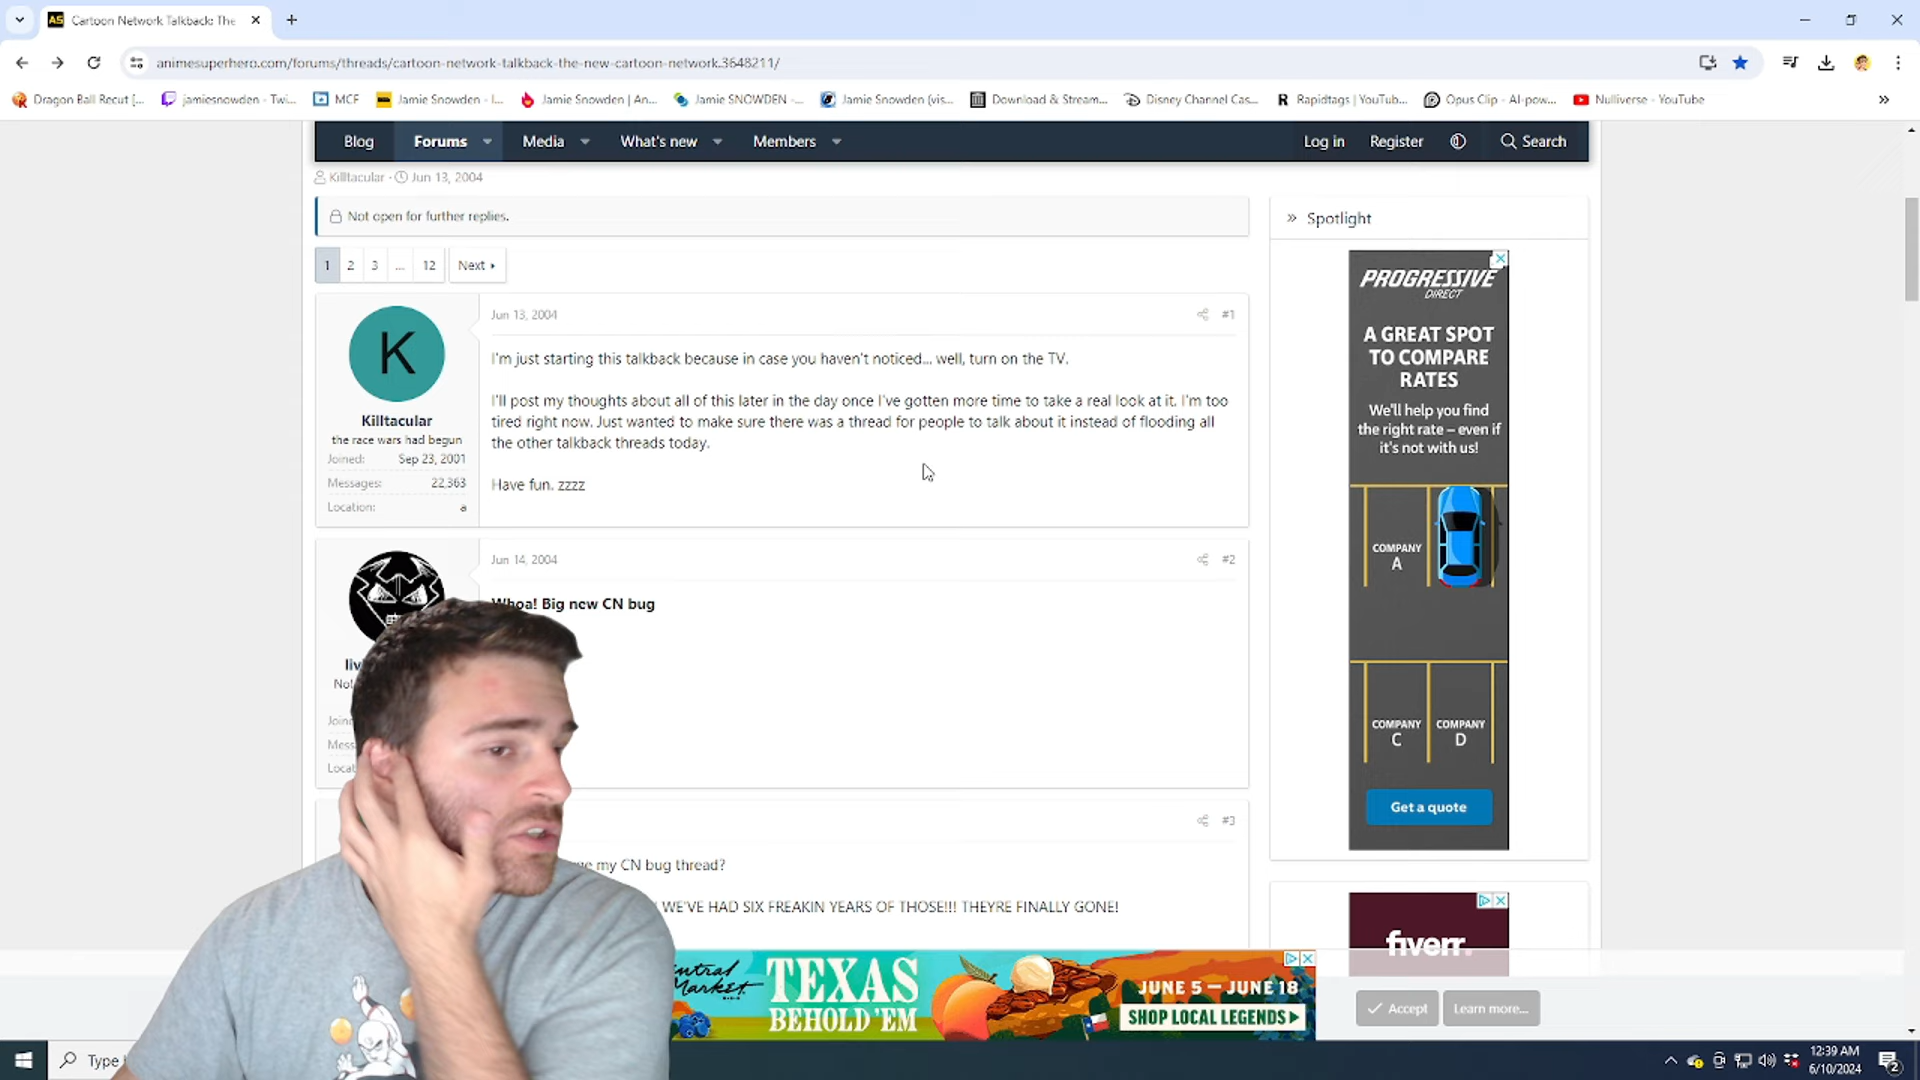 Cartoon Network Talkback: The
animesuperhero.com/forums/threads/cartoon-network-talkback-the-new-cartoon-network.3648211/
Dragon Ball Recut [...
jamiesnowden - Twi...
MCF
Jamie Snowden - I...
Jamie Snowden | An...
Jamie SNOWDEN -...
Jamie Snowden (vis...
Download & Stream...
Disney Channel Cas...
Rapidtags | YouTub...
Opus Clip - AI-pow...
Nulliverse - YouTube
Blog
Forums
Media
What's new
Members
Log in
Register
Search
Killtacular · Jun 13, 2004
Not open for further replies.
1 2 3 ... 12 Next
Spotlight
K
Killtacular
the race wars had begun
Joined: Sep 23, 2001
Messages: 22,363
Location: a
Jun 13, 2004
#1
I'm just starting this talkback because in case you haven't noticed... well, turn on the TV.
I'll post my thoughts about all of this later in the day once I've gotten more time to take a real look at it. I'm too
tired right now. Just wanted to make sure there was a thread for people to talk about it instead of flooding all
the other talkback threads today.
Have fun. zzzz
Jun 14, 2004
#2
Whoa! Big new CN bug
#3
my CN bug thread?
WE'VE HAD SIX FREAKIN YEARS OF THOSE!!! THEYRE FINALLY GONE!
PROGRESSIVE
DIRECT
A GREAT SPOT
TO COMPARE
RATES
We'll help you find
the right rate – even if
it's not with us!
COMPANY
A
COMPANY
C
COMPANY
D
Get a quote
fiverr.
Market
TEXAS
BEHOLD 'EM
JUNE 5 — JUNE 18
SHOP LOCAL LEGENDS
Accept
Learn more...
Type
12:39 AM
6/10/2024
2